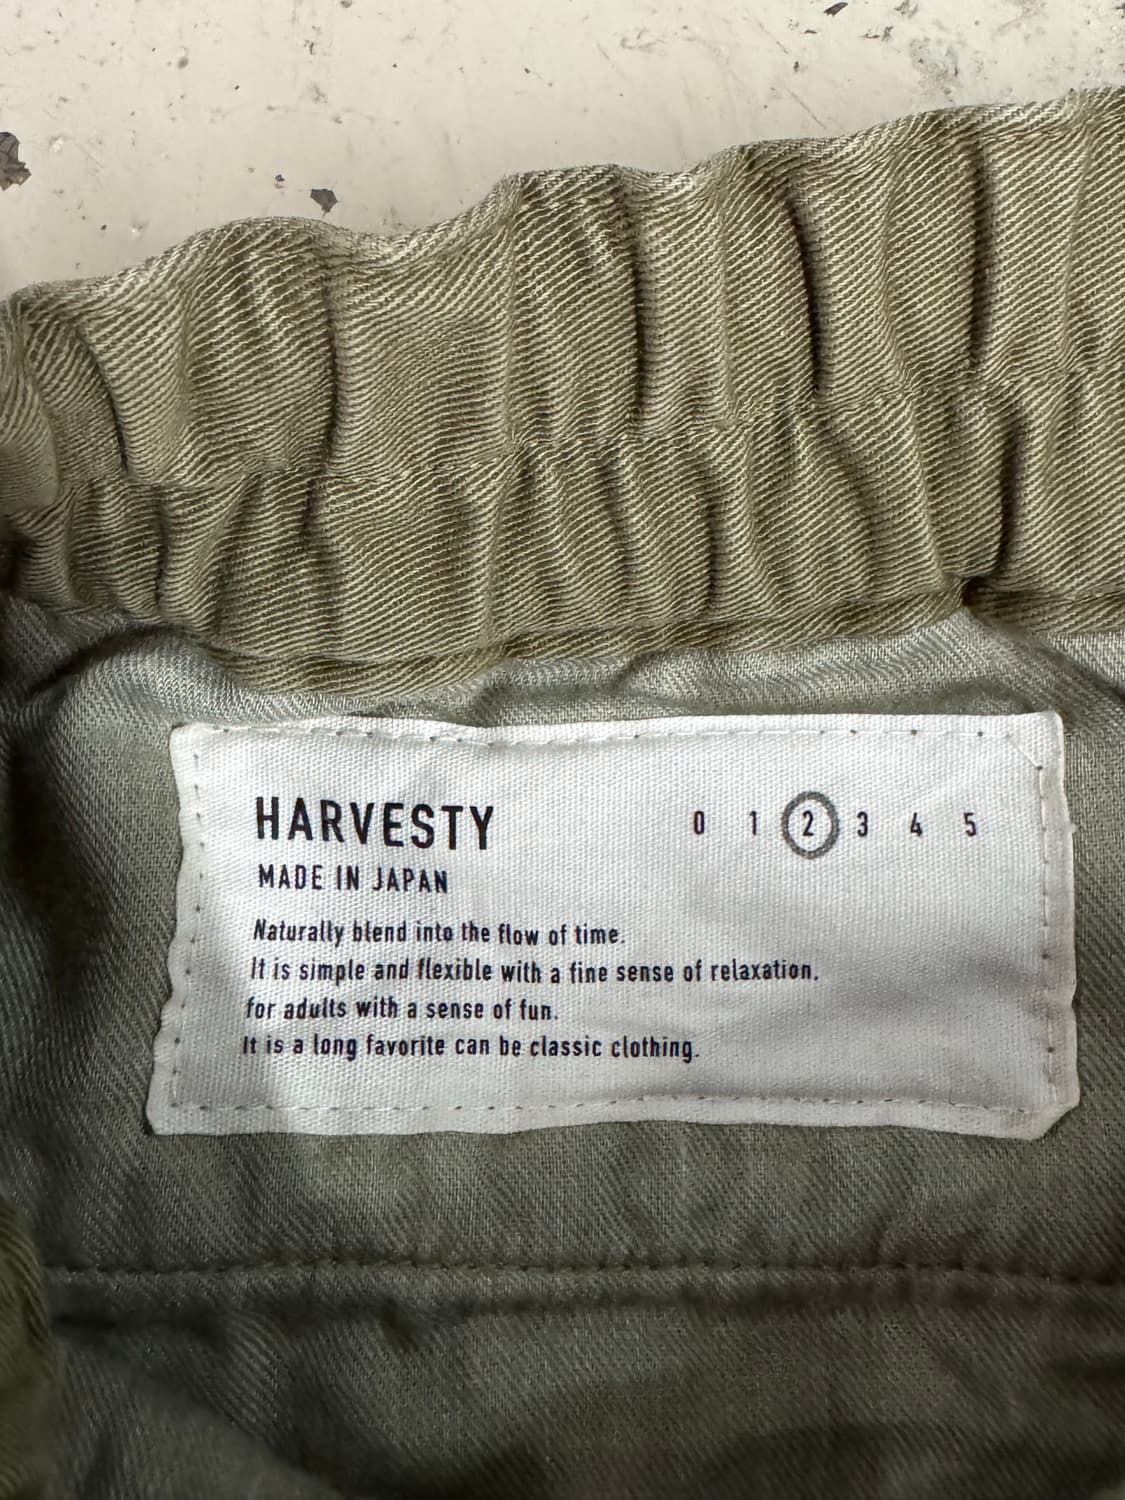 HARVESTY 0 1 2 3 4 5
MADE IN JAPAN
Naturally blend into the flow of time.
It is simple and flexible with a fine sense of relaxation.
for adults with a sense of fun.
It is a long favorite can be classic clothing.